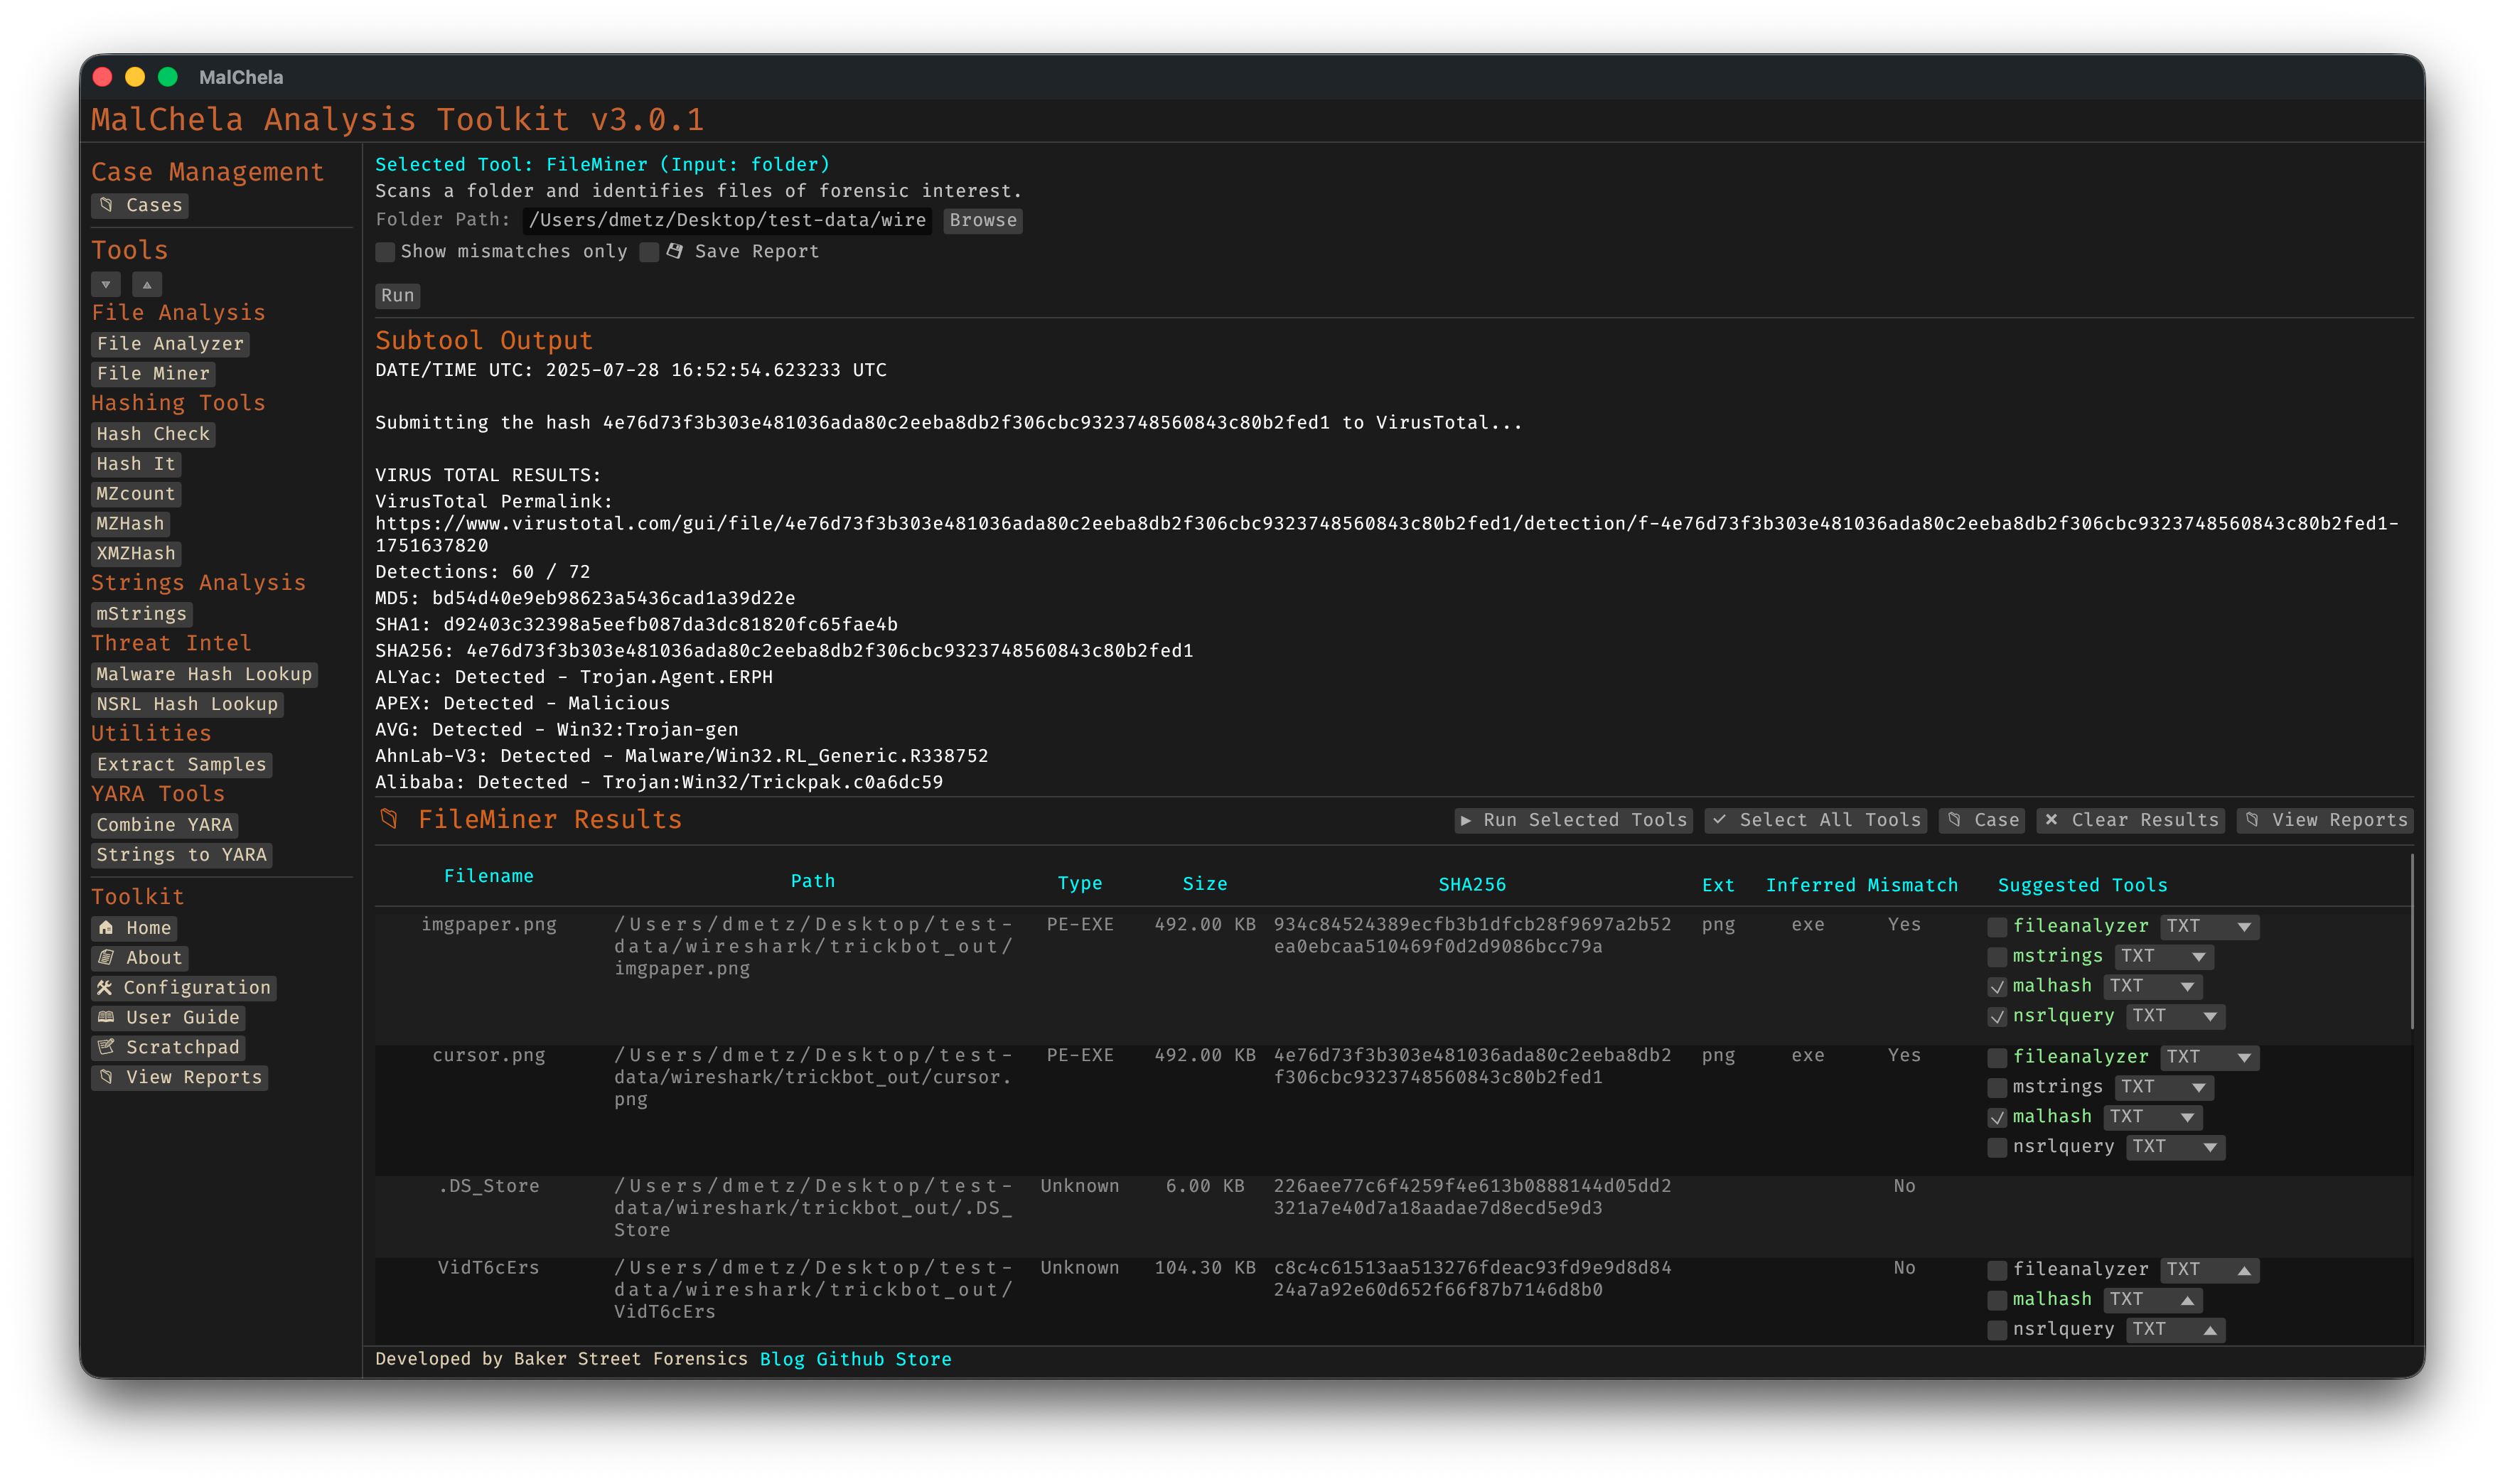 MalChela
MalChela Analysis Toolkit v3.0.1
Case Management
Cases
Tools
File Analysis
File Analyzer
File Miner
Hashing Tools
Hash Check
Hash It
MZcount
MZHash
XMZHash
Strings Analysis
mStrings
Threat Intel
Malware Hash Lookup
NSRL Hash Lookup
Utilities
Extract Samples
YARA Tools
Combine YARA
Strings to YARA
Toolkit
Home
About
Configuration
User Guide
Scratchpad
View Reports
Selected Tool: FileMiner (Input: folder)
Scans a folder and identifies files of forensic interest.
Folder Path: /Users/dmetz/Desktop/test-data/wire Browse
Show mismatches only Save Report
Run
Subtool Output
DATE/TIME UTC: 2025-07-28 16:52:54.623233 UTC
Submitting the hash 4e76d73f3b303e481036ada80c2eeba8db2f306cbc9323748560843c80b2fed1 to VirusTotal...
VIRUS TOTAL RESULTS:
VirusTotal Permalink:
https://www.virustotal.com/gui/file/4e76d73f3b303e481036ada80c2eeba8db2f306cbc9323748560843c80b2fed1/detection/f-4e76d73f3b303e481036ada80c2eeba8db2f306cbc9323748560843c80b2fed1-
1751637820
Detections: 60 / 72
MD5: bd54d40e9eb98623a5436cad1a39d22e
SHA1: d92403c32398a5eefb087da3dc81820fc65fae4b
SHA256: 4e76d73f3b303e481036ada80c2eeba8db2f306cbc9323748560843c80b2fed1
ALYac: Detected - Trojan.Agent.ERPH
APEX: Detected - Malicious
AVG: Detected - Win32:Trojan-gen
AhnLab-V3: Detected - Malware/Win32.RL_Generic.R338752
Alibaba: Detected - Trojan:Win32/Trickpak.c0a6dc59
FileMiner Results Run Selected Tools Select All Tools Case Clear Results View Reports
Filename Path Type Size SHA256 Ext Inferred Mismatch Suggested Tools
imgpaper.png /Users/dmetz/Desktop/test- PE-EXE 492.00 KB 934c84524389ecfb3b1dfcb28f9697a2b52 png exe Yes fileanalyzer TXT
data/wireshark/trickbot_out/ ea0ebcaa510469f0d2d9086bcc79a mstrings TXT
imgpaper.png malhash TXT
nsrlquery TXT
cursor.png /Users/dmetz/Desktop/test- PE-EXE 492.00 KB 4e76d73f3b303e481036ada80c2eeba8db2 png exe Yes fileanalyzer TXT
data/wireshark/trickbot_out/cursor. f306cbc9323748560843c80b2fed1 mstrings TXT
png malhash TXT
nsrlquery TXT
.DS_Store /Users/dmetz/Desktop/test- Unknown 6.00 KB 226aee77c6f4259f4e613b0888144d05dd2 No
data/wireshark/trickbot_out/.DS_ 321a7e40d7a18aadae7d8ecd5e9d3
Store
VidT6cErs /Users/dmetz/Desktop/test- Unknown 104.30 KB c8c4c61513aa513276fdeac93fd9e9d8d84 No fileanalyzer TXT
data/wireshark/trickbot_out/ 24a7a92e60d652f66f87b7146d8b0 malhash TXT
VidT6cErs nsrlquery TXT
Developed by Baker Street Forensics Blog Github Store